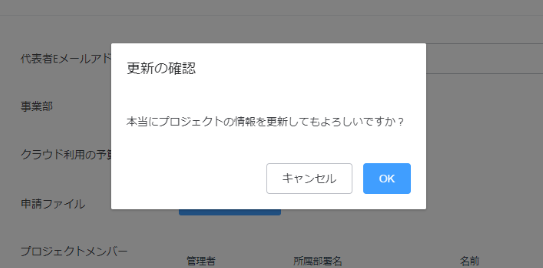 代表者Eメールアド
更新の確認
事業部
本当にプロジェクトの情報を更新してもよろしいですか？
クラウド利用の予
キャンセル
OK
申請ファイル
プロジェクトメンバー
管理者 所属部署名 名前